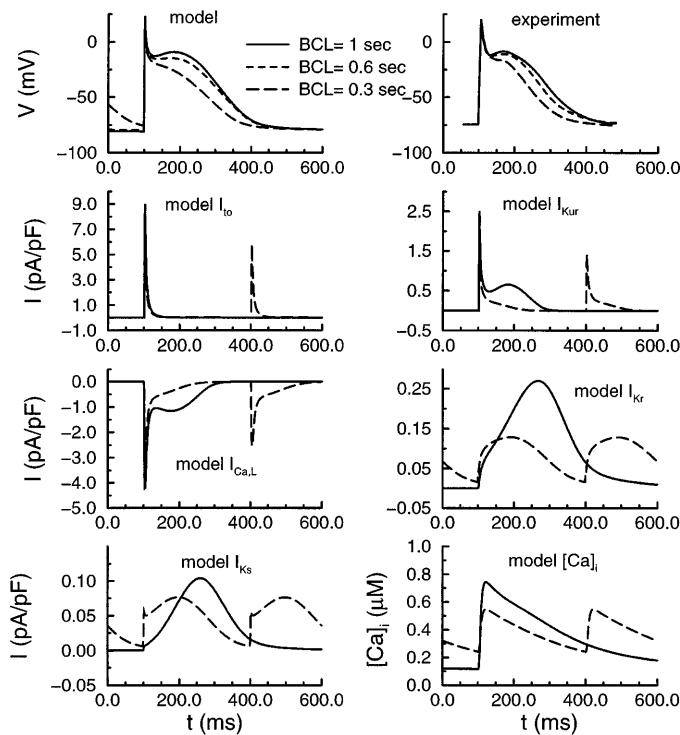 model
experiment
BCL= 1 sec
BCL= 0.6 sec
BCL= 0.3 sec
V (mV)
0
−50
−100
0.0 200.0 400.0 600.0
0
−50
−100
0.0 200.0 400.0 600.0
model Ito
I (pA/pF)
9.0
7.0
5.0
3.0
1.0
−1.0
0.0 200.0 400.0 600.0
model IKur
2.5
1.5
0.5
−0.5
0.0 200.0 400.0 600.0
model ICa,L
I (pA/pF)
0.0
−1.0
−2.0
−3.0
−4.0
−5.0
0.0 200.0 400.0 600.0
model IKr
0.25
0.15
0.05
−0.05
0.0 200.0 400.0 600.0
model IKs
I (pA/pF)
0.10
0.05
0.00
−0.05
0.0 200.0 400.0 600.0
t (ms)
model [Ca]i
[Ca]i (μM)
1.0
0.8
0.6
0.4
0.2
0.0
0.0 200.0 400.0 600.0
t (ms)